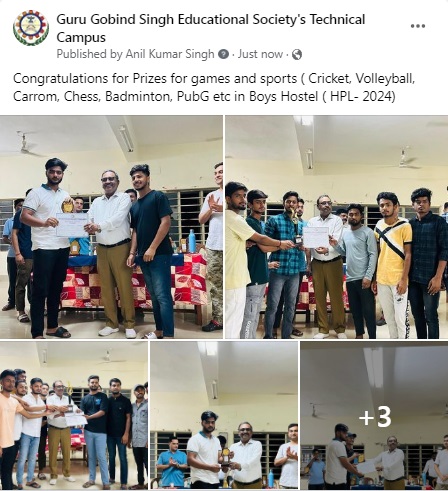 Guru Gobind Singh Educational Society's Technical
Campus
Published by Anil Kumar Singh · Just now ·
Congratulations for Prizes for games and sports ( Cricket, Volleyball,
Carrom, Chess, Badminton, PubG etc in Boys Hostel ( HPL- 2024)
+3